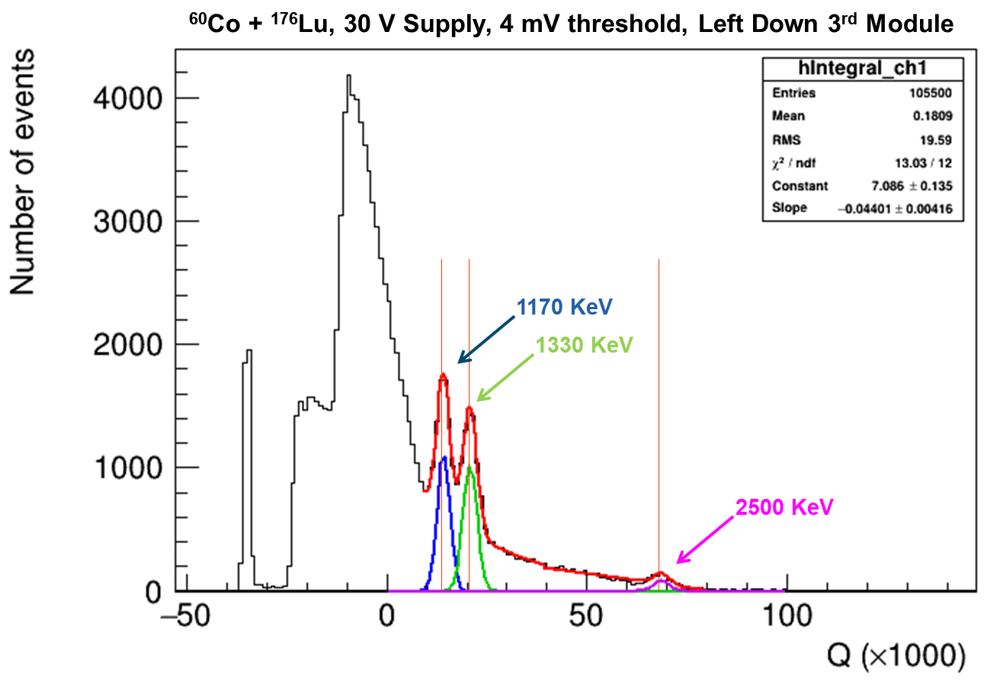 ⁶⁰Co + ¹⁷⁶Lu, 30 V Supply, 4 mV threshold, Left Down 3ʳᵈ Module
Number of events
hIntegral_ch1
Entries 105500
Mean 0.1809
RMS 19.59
χ² / ndf 13.03 / 12
Constant 7.086 ± 0.135
Slope −0.04401 ± 0.00416
4000
3000
2000
1000
0
1170 KeV
1330 KeV
2500 KeV
−50 0 50 100
Q (×1000)